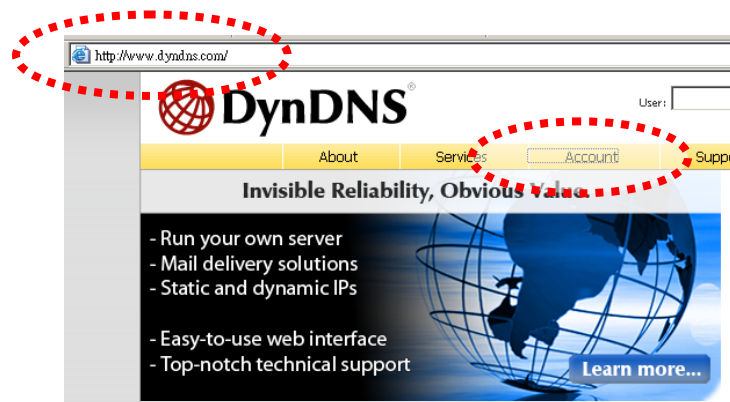 http://www.dyndns.com/
DynDNS®
User:
About Services Account Suppo
Invisible Reliability, Obvious Value.
- Run your own server
- Mail delivery solutions
- Static and dynamic IPs
- Easy-to-use web interface
- Top-notch technical support
Learn more...